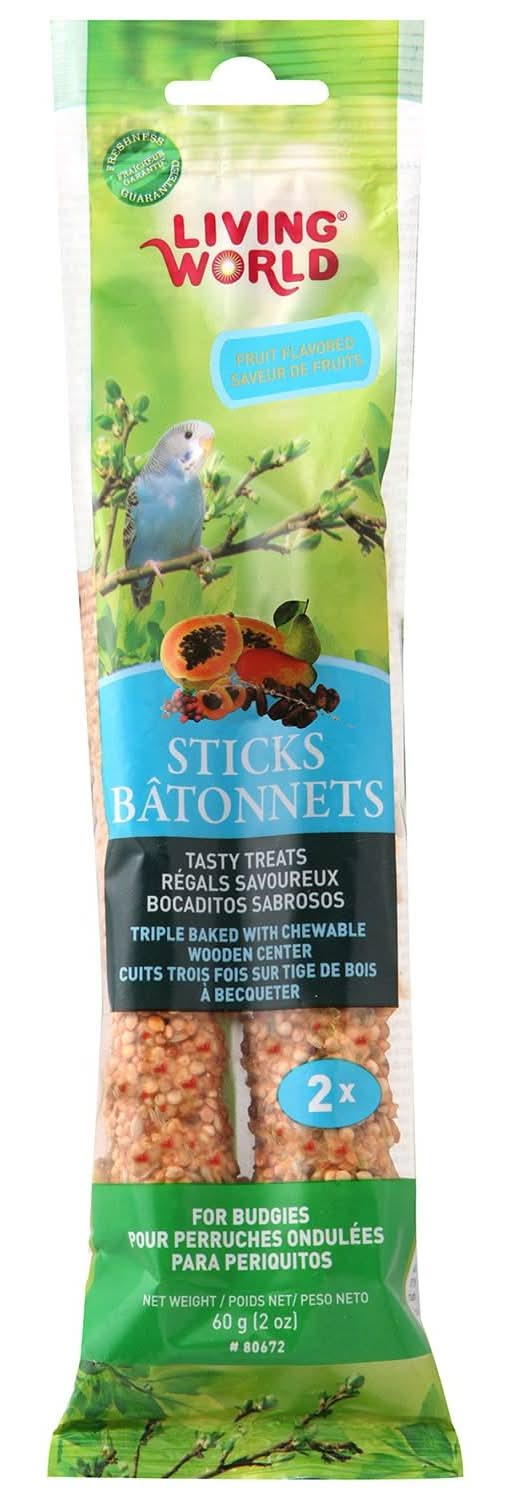 FRESHNESS
FRAÎCHEUR
GARANTIE
GUARANTEED
LIVING®
WORLD
FRUIT FLAVORED
SAVEUR DE FRUITS
STICKS
BÂTONNETS
TASTY TREATS
RÉGALS SAVOUREUX
BOCADITOS SABROSOS
TRIPLE BAKED WITH CHEWABLE
WOODEN CENTER
CUITS TROIS FOIS SUR TIGE DE BOIS
À BECQUETER
2 x
FOR BUDGIES
POUR PERRUCHES ONDULÉES
PARA PERIQUITOS
NET WEIGHT / POIDS NET/ PESO NETO
60 g (2 oz)
# 80672